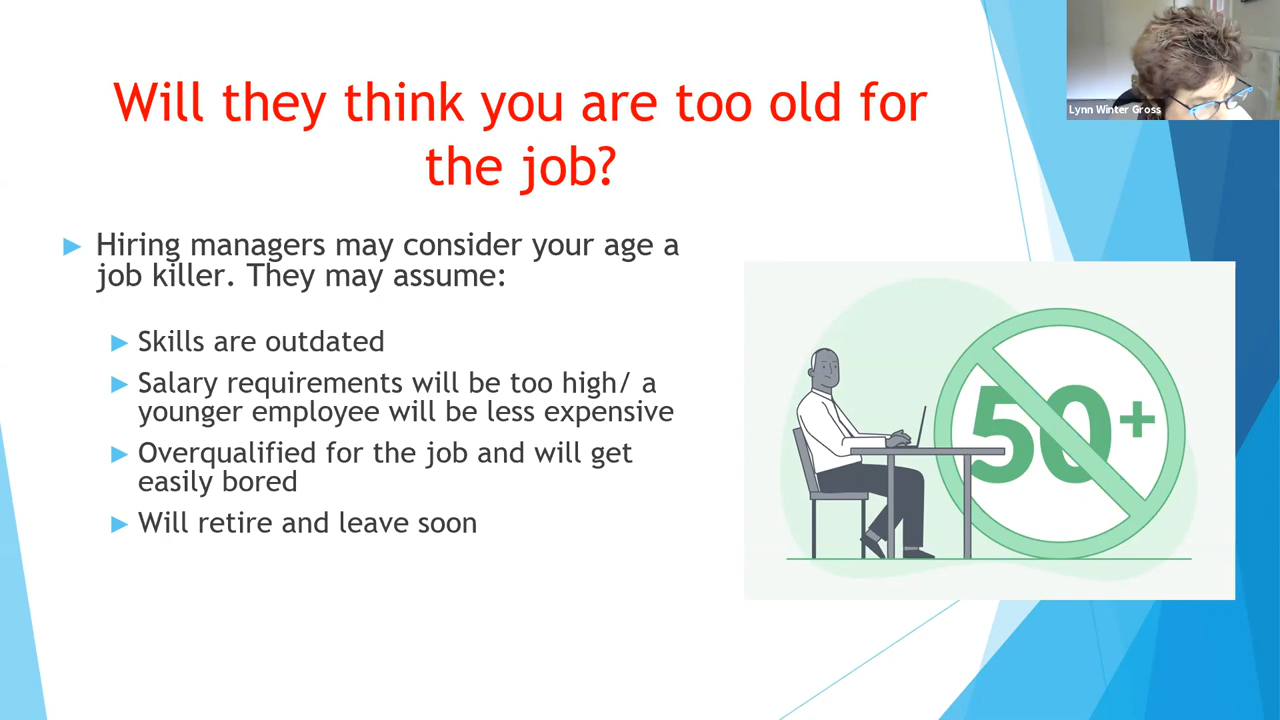 Will they think you are too old for
the job?
Hiring managers may consider your age a
job killer. They may assume:
Skills are outdated
Salary requirements will be too high/ a
younger employee will be less expensive
Overqualified for the job and will get
easily bored
Will retire and leave soon
50+
Lynn Winter Gross